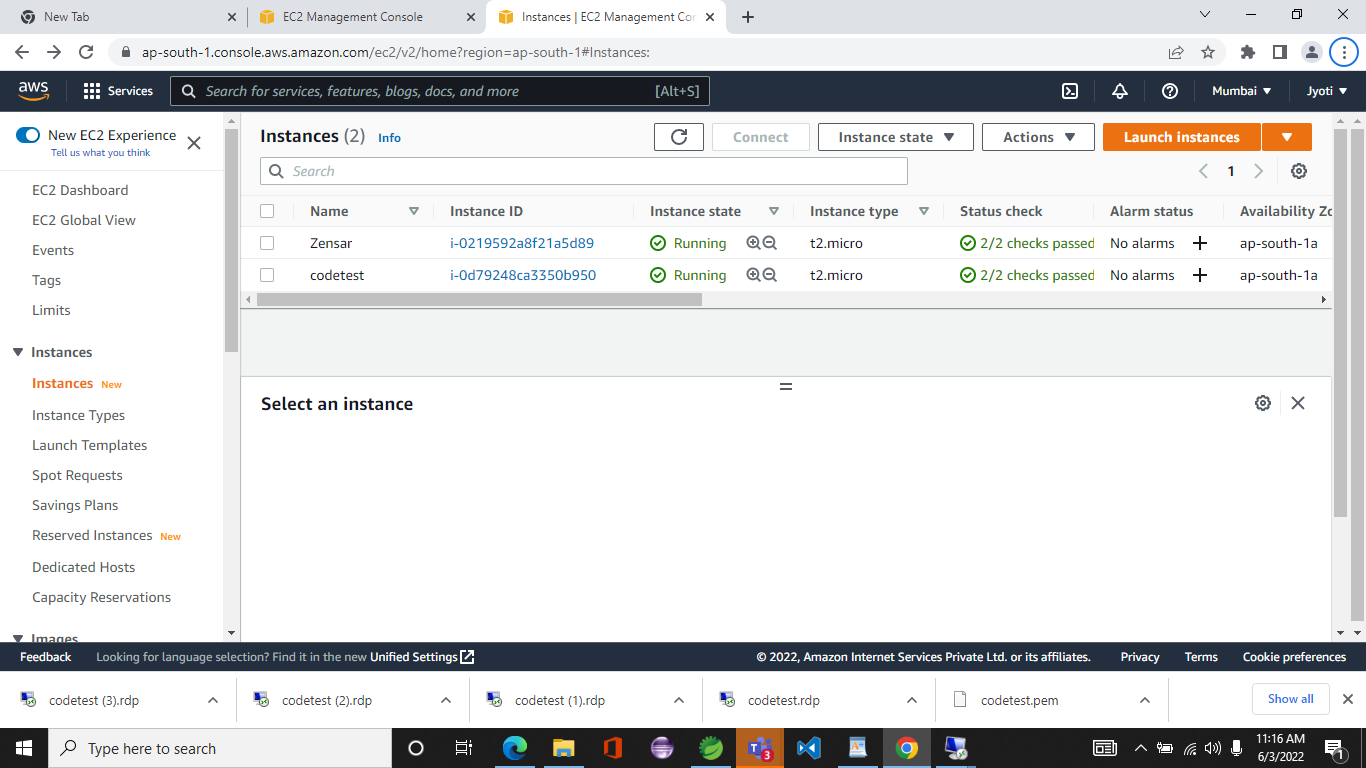 New Tab
EC2 Management Console
Instances | EC2 Management Con
ap-south-1.console.aws.amazon.com/ec2/v2/home?region=ap-south-1#Instances:
aws
Services
Search for services, features, blogs, docs, and more
[Alt+S]
Mumbai
Jyoti
New EC2 Experience
Tell us what you think
EC2 Dashboard
EC2 Global View
Events
Tags
Limits
Instances
Instances New
Instance Types
Launch Templates
Spot Requests
Savings Plans
Reserved Instances New
Dedicated Hosts
Capacity Reservations
Images
Instances (2) Info
Connect
Instance state
Actions
Launch instances
Search
1
Name Instance ID Instance state Instance type Status check Alarm status Availability Zo
Zensar i-0219592a8f21a5d89 Running t2.micro 2/2 checks passed No alarms ap-south-1a
codetest i-0d79248ca3350b950 Running t2.micro 2/2 checks passed No alarms ap-south-1a
Select an instance
Feedback Looking for language selection? Find it in the new Unified Settings © 2022, Amazon Internet Services Private Ltd. or its affiliates. Privacy Terms Cookie preferences
codetest (3).rdp
codetest (2).rdp
codetest (1).rdp
codetest.rdp
codetest.pem
Show all
Type here to search
3
11:16 AM
6/3/2022
1